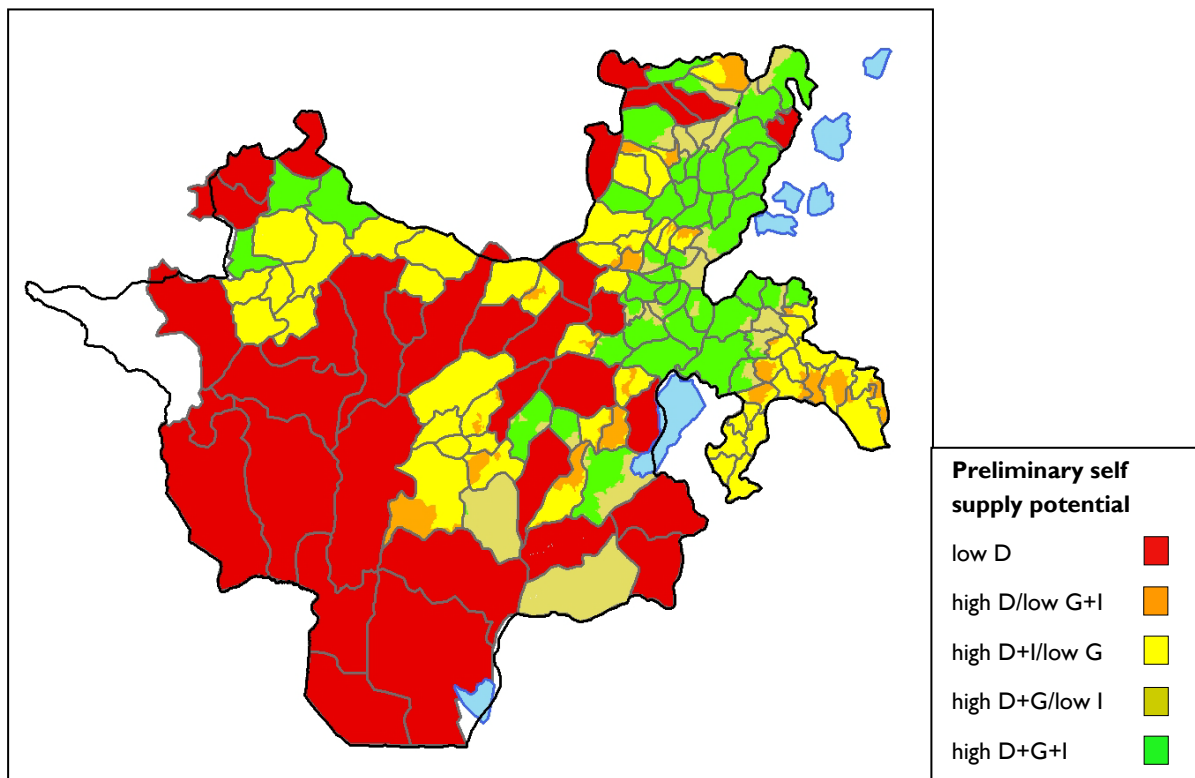 Preliminary self
supply potential
low D
high D/low G+I
high D+I/low G
high D+G/low I
high D+G+I